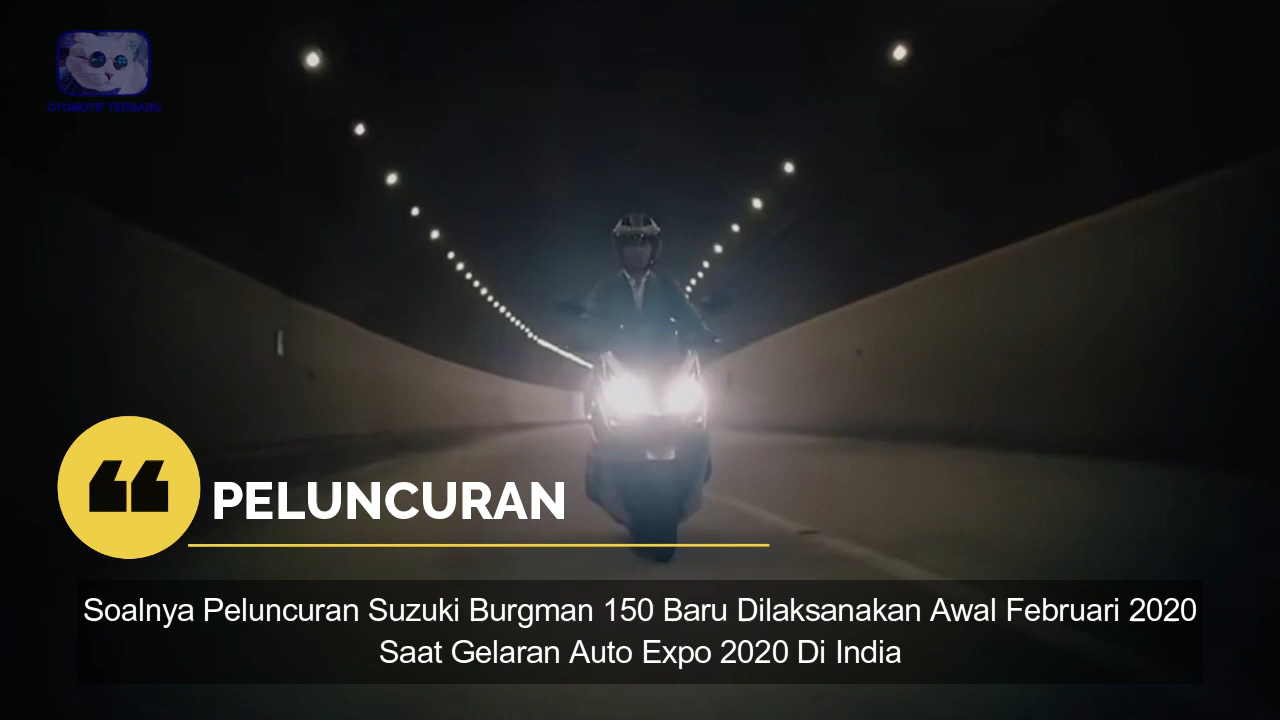 OTOMOTIF TERBARU
PELUNCURAN
Soalnya Peluncuran Suzuki Burgman 150 Baru Dilaksanakan Awal Februari 2020
Saat Gelaran Auto Expo 2020 Di India